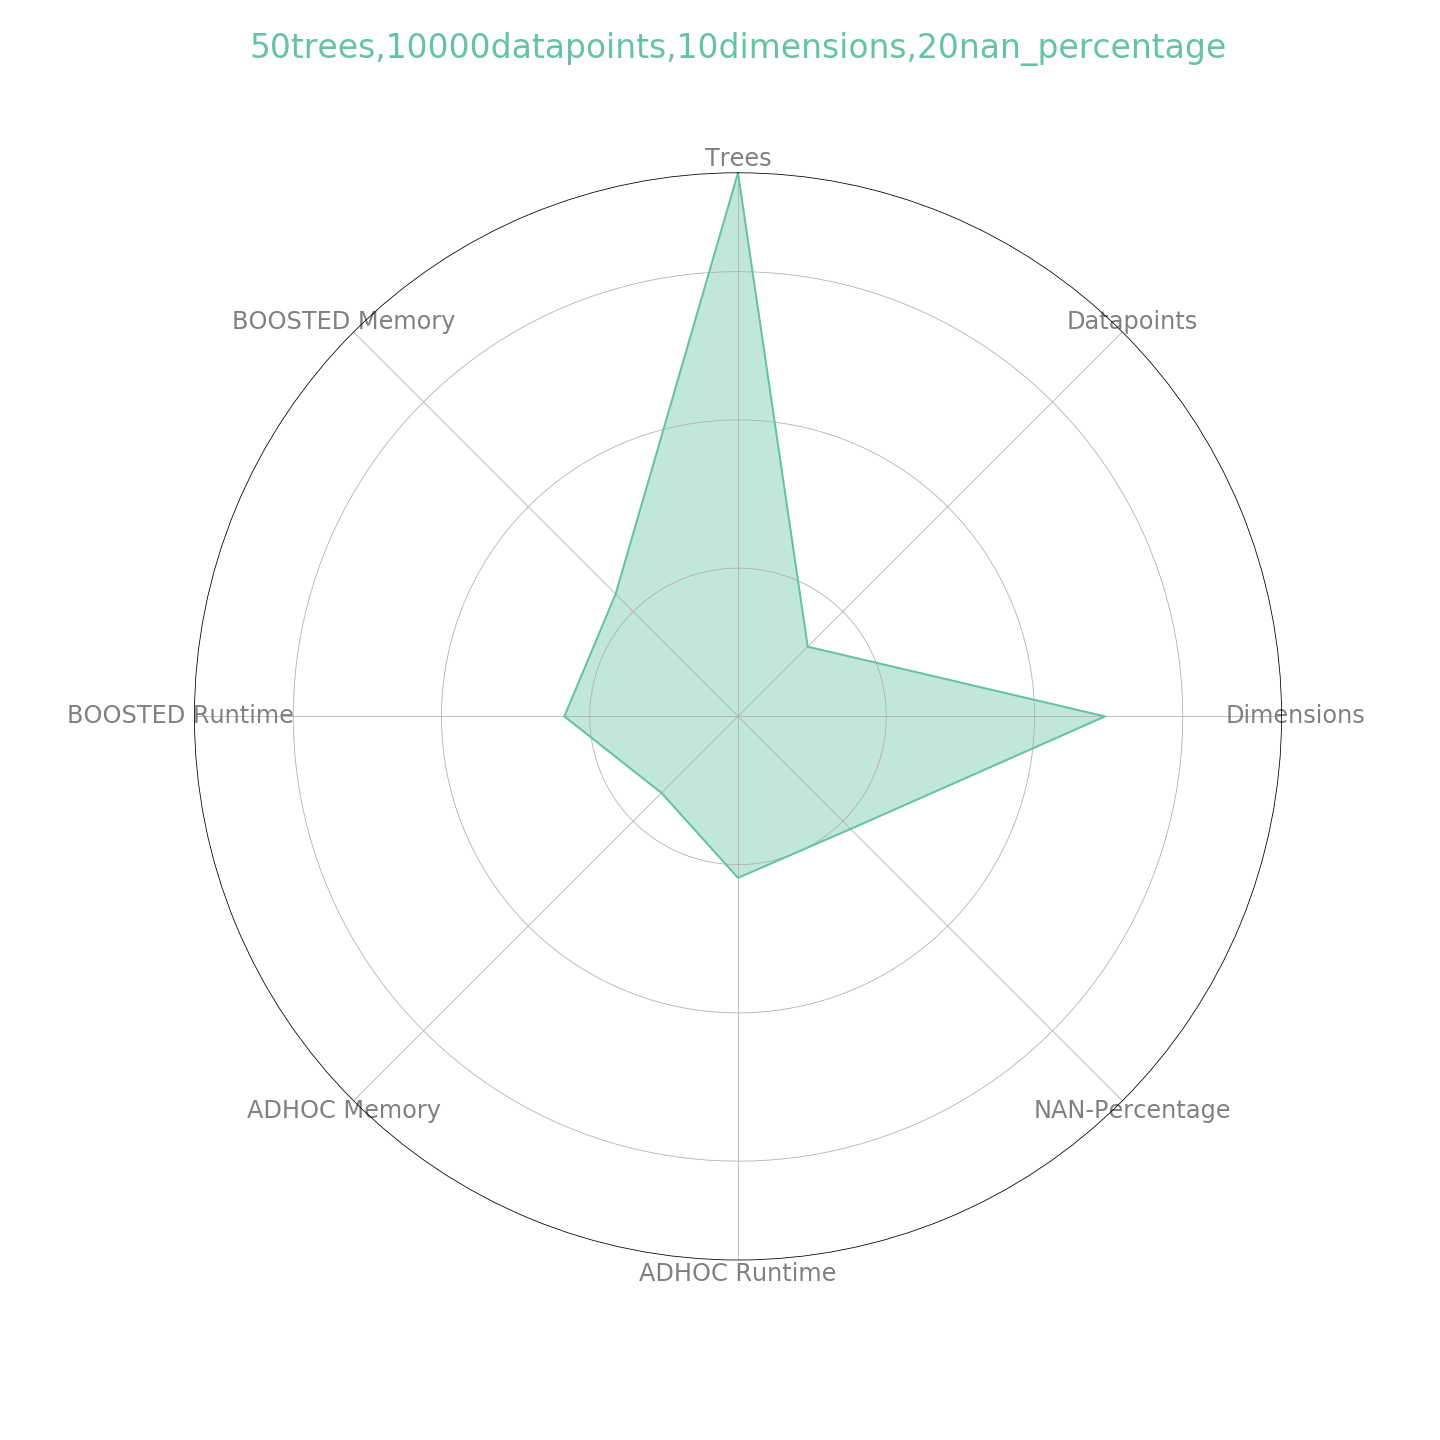 50trees,10000datapoints,10dimensions,20nan_percentage
Trees
BOOSTED Memory
Datapoints
BOOSTED Runtime
Dimensions
ADHOC Memory
NAN-Percentage
ADHOC Runtime